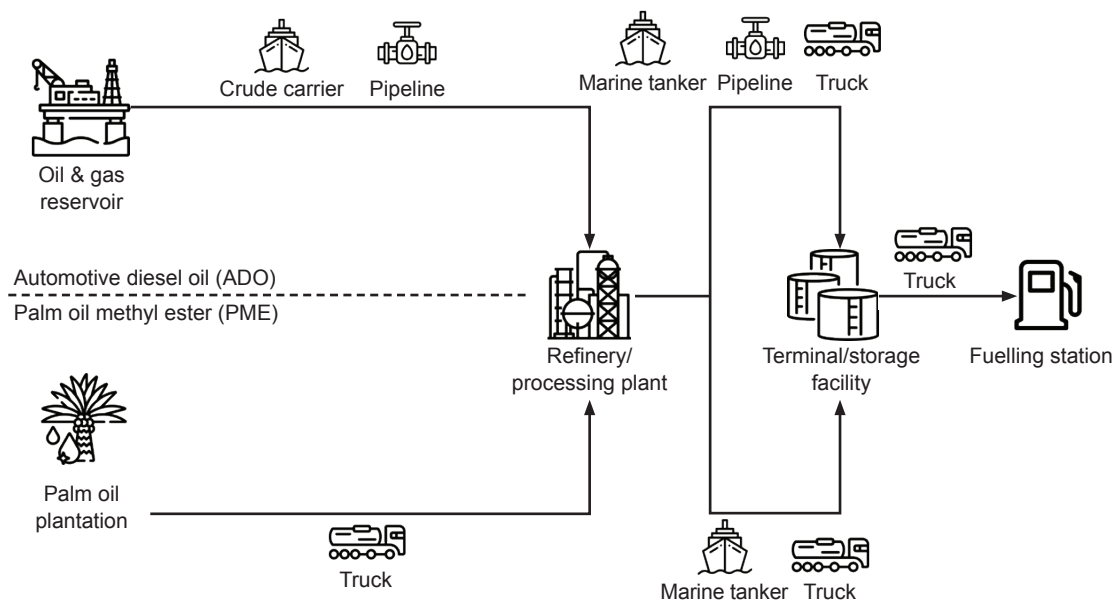 Crude carrier
Pipeline
Marine tanker
Pipeline
Truck
Oil & gas
reservoir
Automotive diesel oil (ADO)
Palm oil methyl ester (PME)
Truck
Refinery/
processing plant
Terminal/storage
facility
Fuelling station
Palm oil
plantation
Truck
Marine tanker
Truck